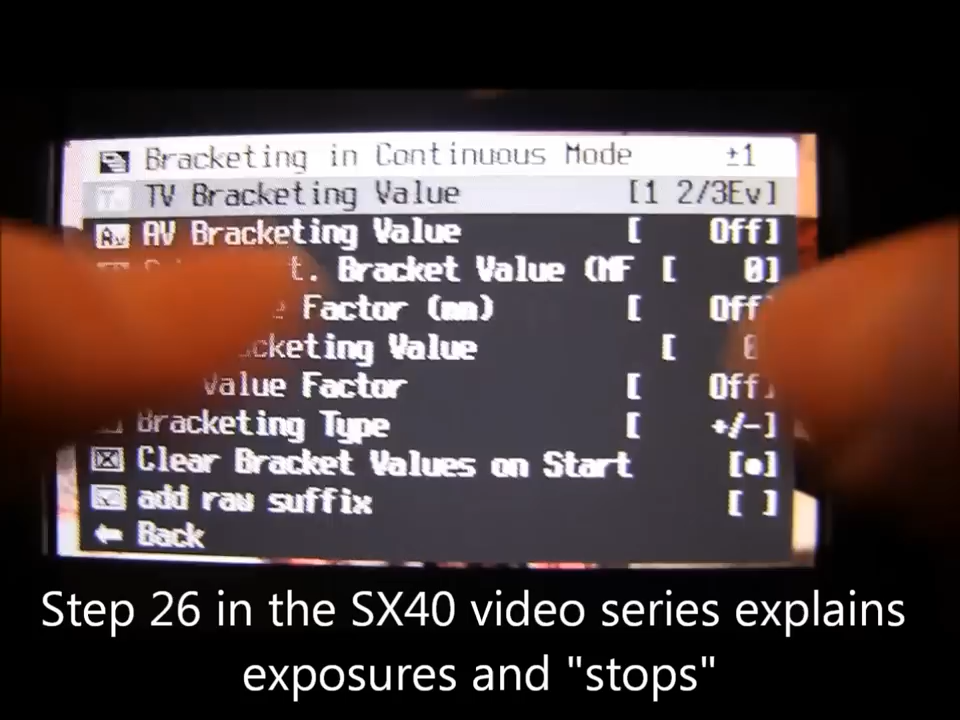 Bracketing in Continuous Mode ±1
TV Bracketing Value [1 2/3Ev]
AV Bracketing Value [ Off]
Bracket Value (MF [ 0]
Factor (mm) [ Off
Value [
Value Factor [ Off]
Bracketing Type [ +/-]
Clear Bracket Values on Start [●]
add raw suffix [ ]
Back
Step 26 in the SX40 video series explains
exposures and "stops"